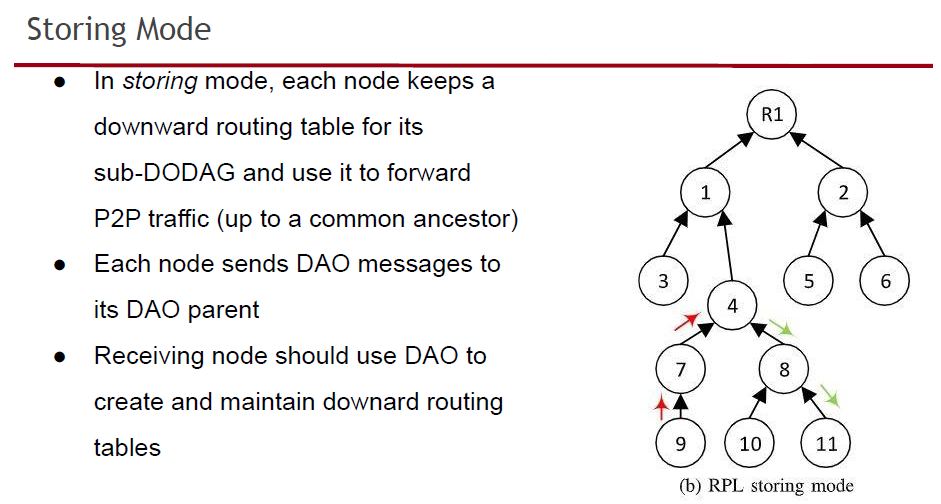 Storing Mode
● In storing mode, each node keeps a
downward routing table for its
sub-DODAG and use it to forward
P2P traffic (up to a common ancestor)
● Each node sends DAO messages to
its DAO parent
● Receiving node should use DAO to
create and maintain downard routing
tables
R1
1
2
3
4
5
6
7
8
9
10
11
(b) RPL storing mode